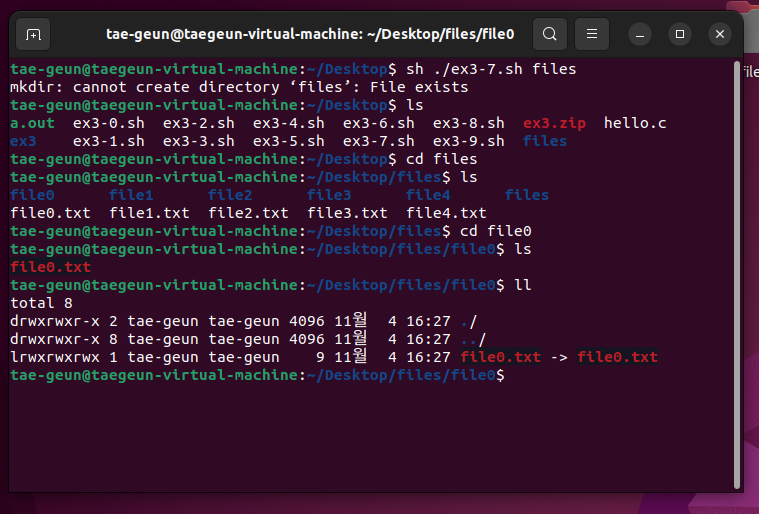 tae-geun@taegeun-virtual-machine: ~/Desktop/files/file0
tae-geun@taegeun-virtual-machine:~/Desktop$ sh ./ex3-7.sh files
mkdir: cannot create directory ‘files’: File exists
tae-geun@taegeun-virtual-machine:~/Desktop$ ls
a.out  ex3-0.sh  ex3-2.sh  ex3-4.sh  ex3-6.sh  ex3-8.sh  ex3.zip  hello.c
ex3    ex3-1.sh  ex3-3.sh  ex3-5.sh  ex3-7.sh  ex3-9.sh  files
tae-geun@taegeun-virtual-machine:~/Desktop$ cd files
tae-geun@taegeun-virtual-machine:~/Desktop/files$ ls
file0      file1      file2      file3      file4      files
file0.txt  file1.txt  file2.txt  file3.txt  file4.txt
tae-geun@taegeun-virtual-machine:~/Desktop/files$ cd file0
tae-geun@taegeun-virtual-machine:~/Desktop/files/file0$ ls
file0.txt
tae-geun@taegeun-virtual-machine:~/Desktop/files/file0$ ll
total 8
drwxrwxr-x 2 tae-geun tae-geun 4096 11월  4 16:27 ./
drwxrwxr-x 8 tae-geun tae-geun 4096 11월  4 16:27 ../
lrwxrwxrwx 1 tae-geun tae-geun    9 11월  4 16:27 file0.txt -> file0.txt
tae-geun@taegeun-virtual-machine:~/Desktop/files/file0$